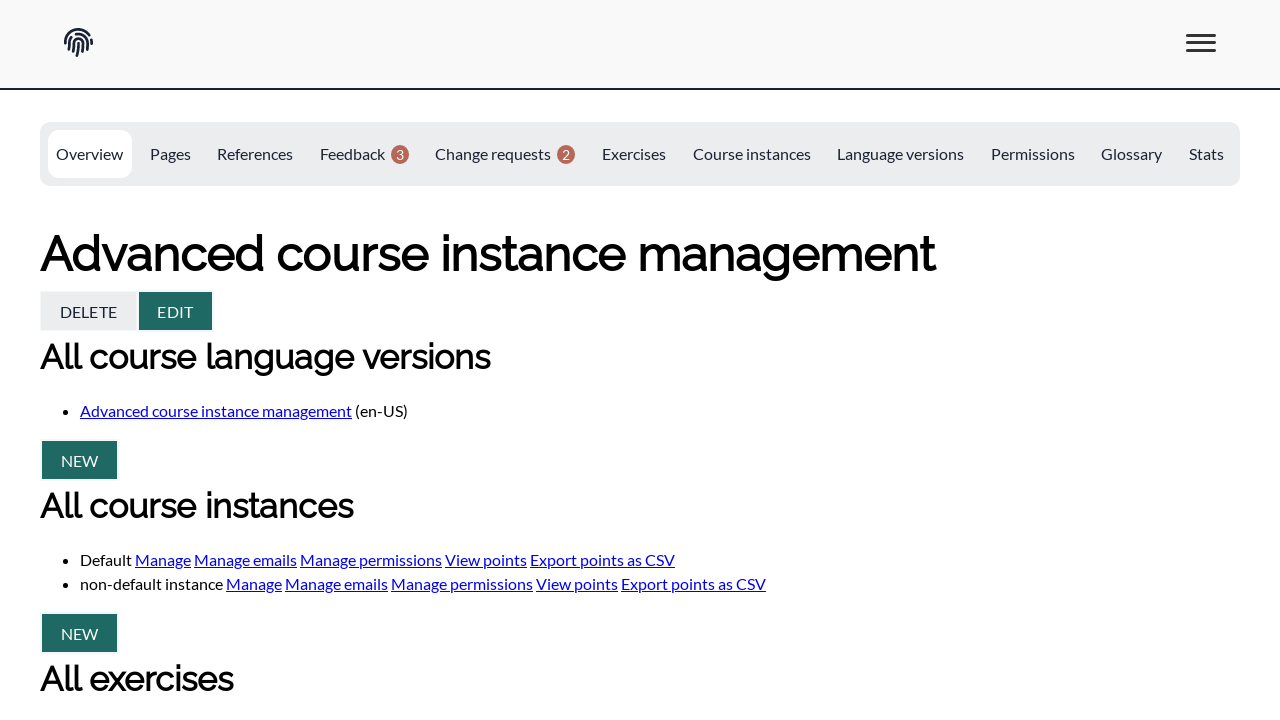 Overview Pages References Feedback 3 Change requests 2 Exercises Course instances Language versions Permissions Glossary Stats
Advanced course instance management
DELETE EDIT
All course language versions
• Advanced course instance management (en-US)
NEW
All course instances
• Default Manage Manage emails Manage permissions View points Export points as CSV
• non-default instance Manage Manage emails Manage permissions View points Export points as CSV
NEW
All exercises